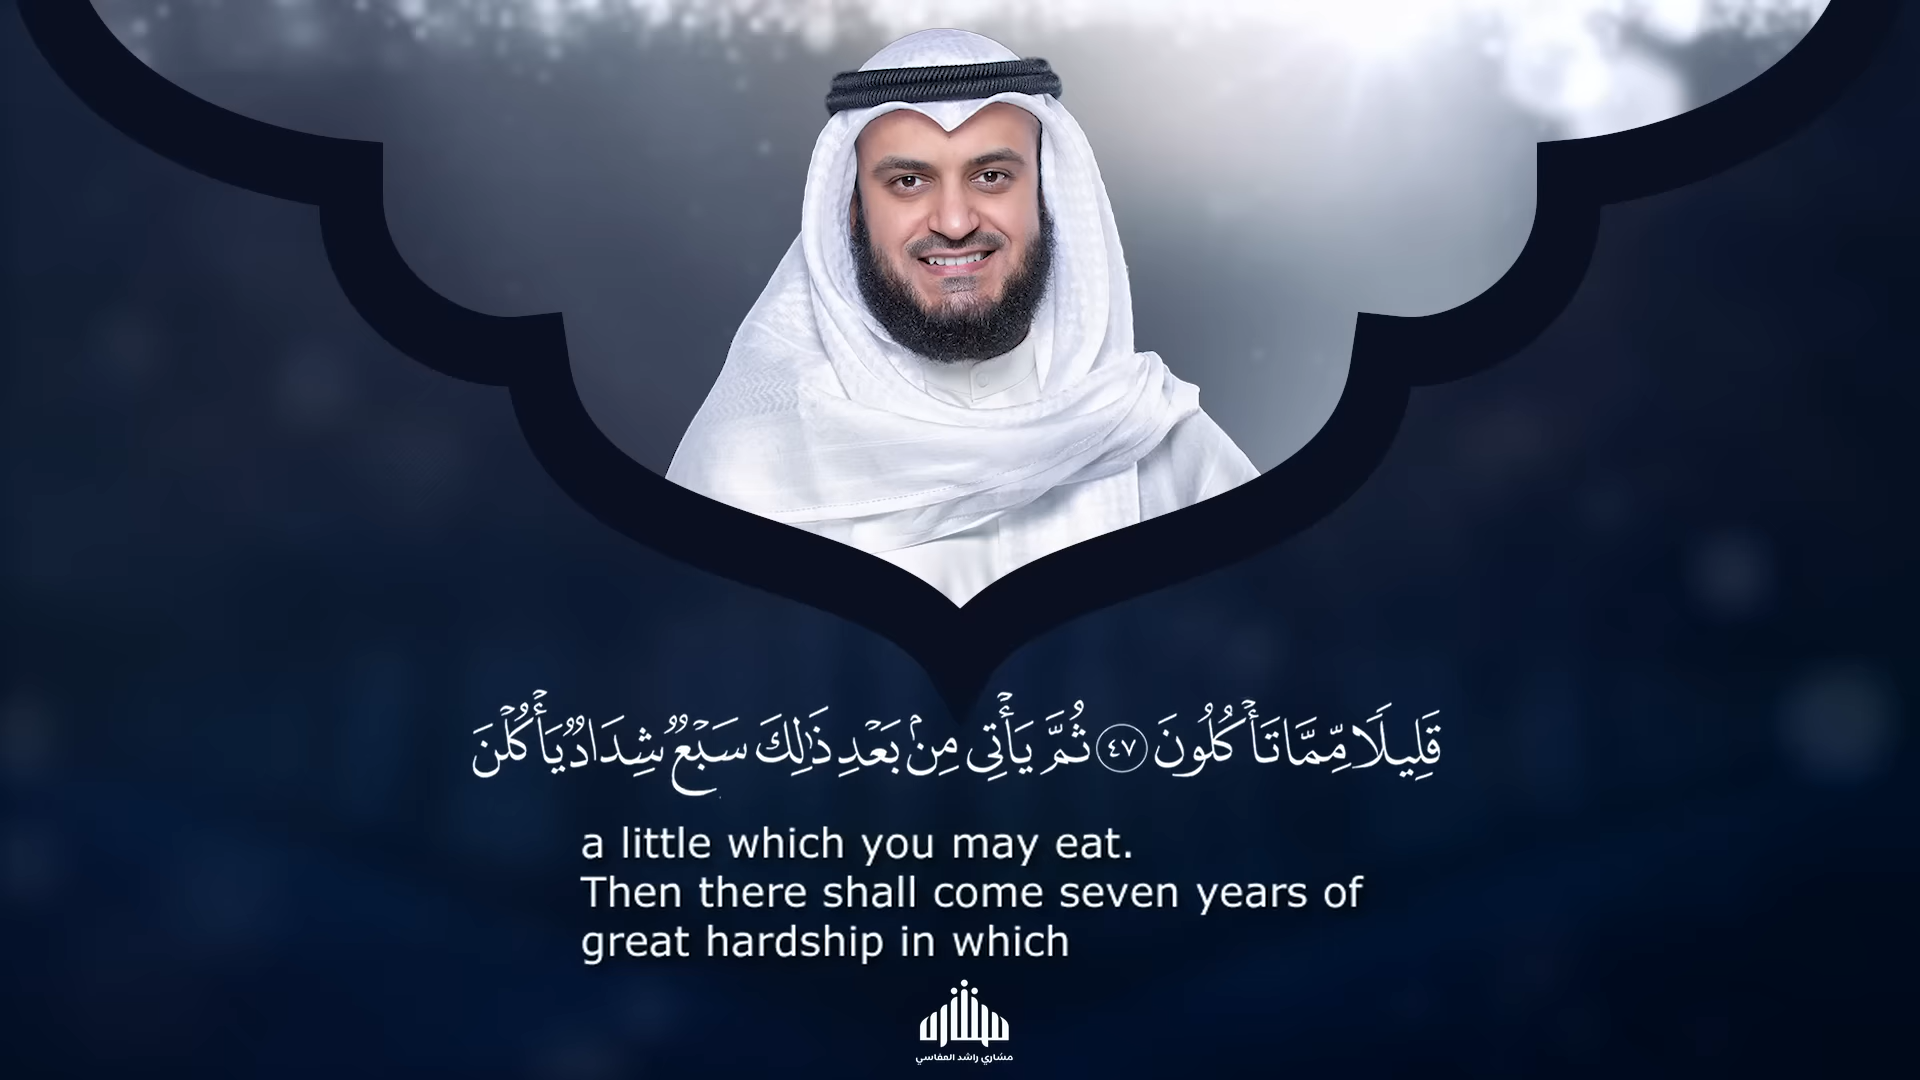 قَلِيلًا مِّمَّا تَأْكُلُونَ ٤٧ ثُمَّ يَأْتِي مِنۢ بَعْدِ ذَٰلِكَ سَبْعٌ شِدَادٌ يَأْكُلْنَ
a little which you may eat.
Then there shall come seven years of
great hardship in which
مشاري
مشاري راشد العفاسي